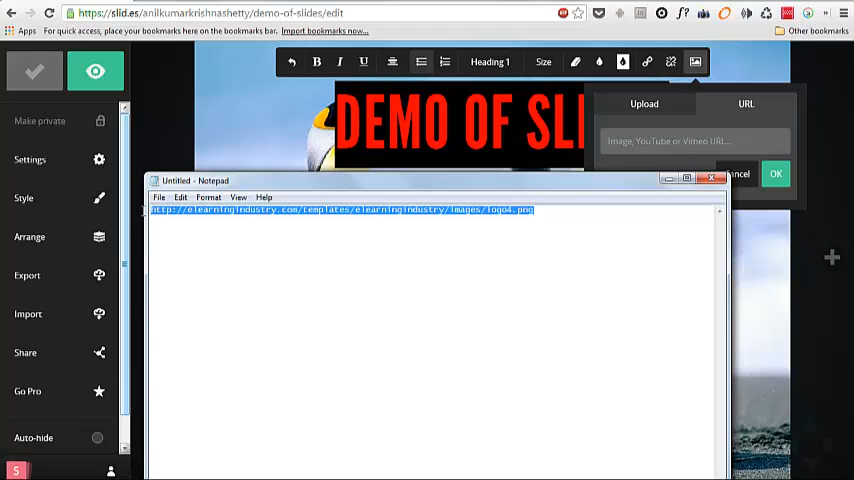 https://slid.es/anilkumarkrishnashetty/demo-of-slides/edit
Apps For quick access, place your bookmarks here on the bookmarks bar. Import bookmarks now... Other bookmarks
B I U Heading 1 Size
DEMO OF SLI
Upload URL
Image, YouTube or Vimeo URL...
ancel OK
Make private
Settings
Style
Arrange
Export
Import
Share
Go Pro
Auto-hide
S
Untitled - Notepad
File Edit Format View Help
http://elearningindustry.com/templates/elearningindustry/images/logo4.png